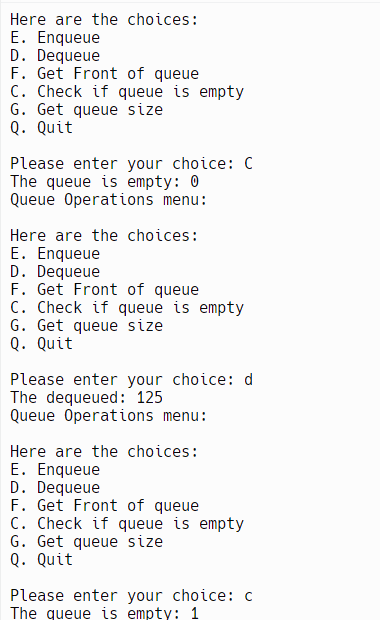 Here are the choices:
E. Enqueue
D. Dequeue
F. Get Front of queue
C. Check if queue is empty
G. Get queue size
Q. Quit
Please enter your choice: C
The queue is empty: 0
Queue Operations menu:
Here are the choices:
E. Enqueue
D. Dequeue
F. Get Front of queue
C. Check if queue is empty
G. Get queue size
Q. Quit
Please enter your choice: d
The dequeued: 125
Queue Operations menu:
Here are the choices:
E. Enqueue
D. Dequeue
F. Get Front of queue
C. Check if queue is empty
G. Get queue size
Q. Quit
Please enter your choice: c
The queue is empty: 1